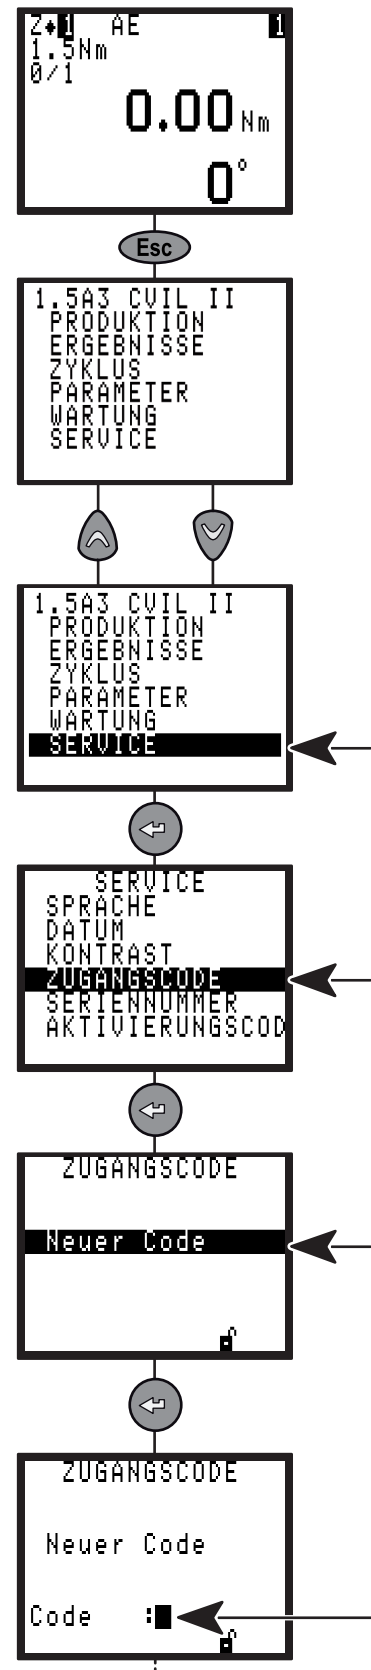 Z♦1 AE 1
1.5Nm
0/1
0.00 Nm
0°
Esc
1.5A3 CVIL II
PRODUKTION
ERGEBNISSE
ZYKLUS
PARAMETER
WARTUNG
SERVICE
1.5A3 CVIL II
PRODUKTION
ERGEBNISSE
ZYKLUS
PARAMETER
WARTUNG
SERVICE
SERVICE
SPRACHE
DATUM
KONTRAST
ZUGANGSCODE
SERIENNUMMER
AKTIVIERUNGSCOD
ZUGANGSCODE
Neuer Code
ZUGANGSCODE
Neuer Code
Code :